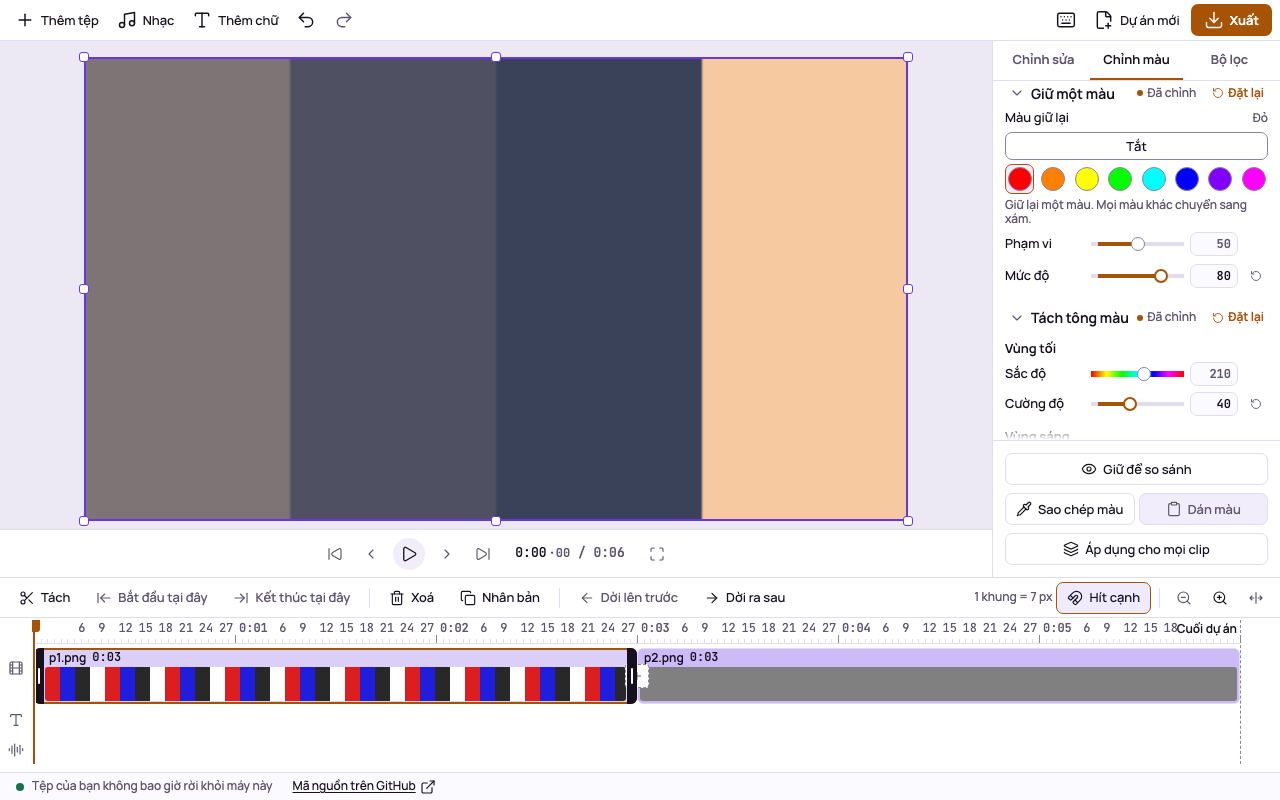 Thêm tệp
Nhạc
Thêm chữ
Dự án mới
Xuất
Chỉnh sửa
Chỉnh màu
Bộ lọc
Giữ một màu
Đã chỉnh
Đặt lại
Màu giữ lại
Đỏ
Tắt
Giữ lại một màu. Mọi màu khác chuyển sang
xám.
Phạm vi
50
Mức độ
80
Tách tông màu
Đã chỉnh
Đặt lại
Vùng tối
Sắc độ
210
Cường độ
40
Vùng sáng
Giữ để so sánh
Sao chép màu
Dán màu
Áp dụng cho mọi clip
0:00·00 / 0:06
Tách
Bắt đầu tại đây
Kết thúc tại đây
Xoá
Nhân bản
Dời lên trước
Dời ra sau
1 khung = 7 px
Hít cạnh
6 9 12 15 18 21 24 27 0:01 6 9 12 15 18 21 24 27 0:02 6 9 12 15 18 21 24 27 0:03 6 9 12 15 18 21 24 27 0:04 6 9 12 15 18 21 24 27 0:05 6 9 12 15 18 Cuối dự án
p1.png 0:03
p2.png 0:03
Tệp của bạn không bao giờ rời khỏi máy này
Mã nguồn trên GitHub